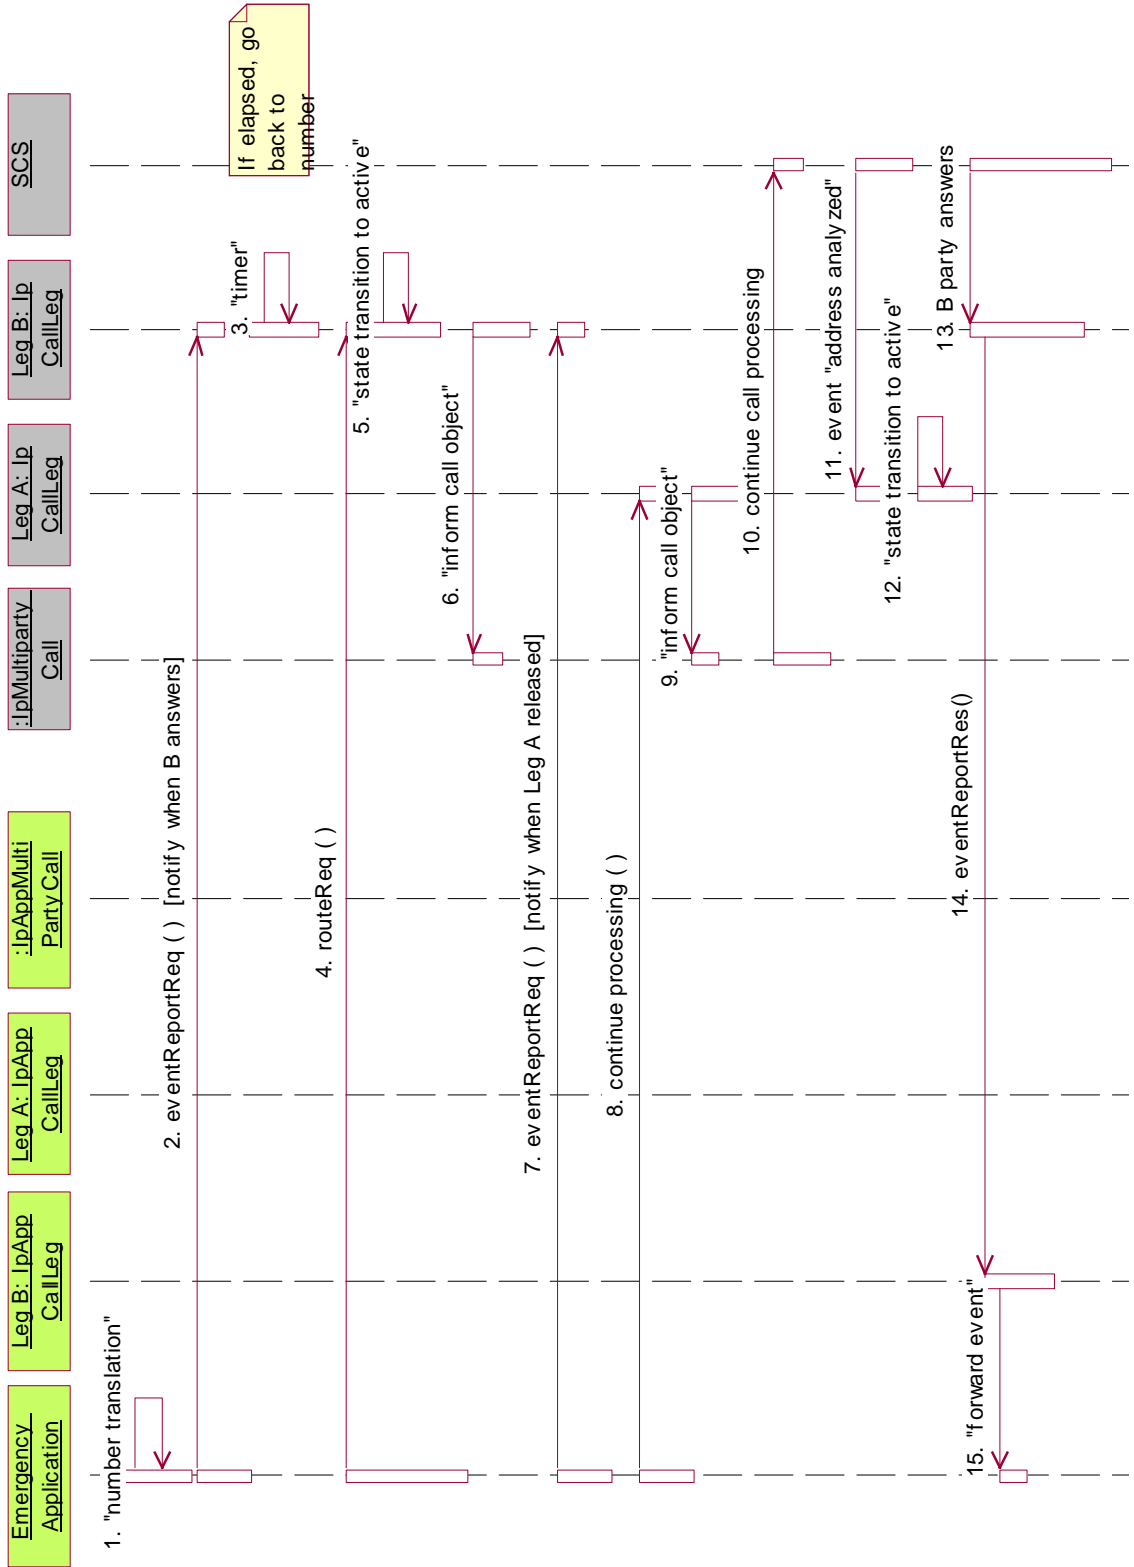 Emergency
Application
Leg B: IpApp
CallLeg
Leg A: IpApp
CallLeg
:IpAppMulti
PartyCall
:IpMultiparty
Call
Leg A: Ip
CallLeg
Leg B: Ip
CallLeg
SCS
1. "number translation"
2. eventReportReq ( ) [notify when B answers]
If elapsed, go
back to
number
3. "timer"
4. routeReq ( )
5. "state transition to active"
6. "inform call object"
7. eventReportReq ( ) [notify when Leg A released]
8. continue processing ( )
9. "inform call object"
10. continue call processing
11. event "address analyzed"
12. "state transition to active"
13. B party answers
14. eventReportRes()
15. "forward event"